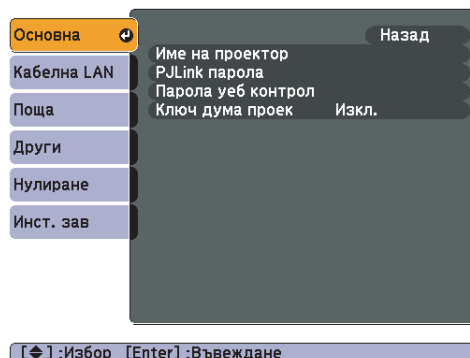 Основна
Кабелна LAN
Поща
Други
Нулиране
Инст. зав
Назад
Име на проектор
PJLink парола
Парола уеб контрол
Ключ дума проек Изкл.
[◆] :Избор [Enter] :Въвеждане